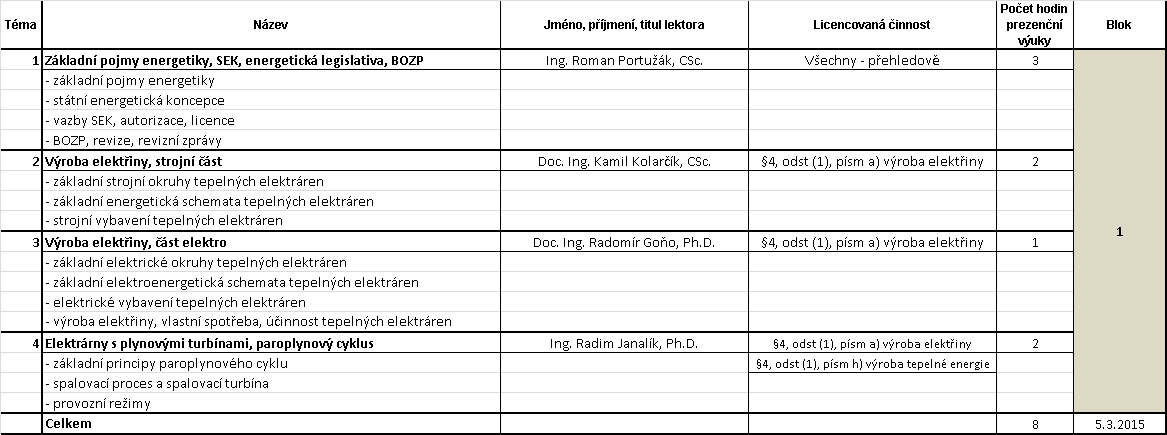 Téma Název Jméno, příjmení, titul lektora Licencovaná činnost Počet hodin prezenční výuky Blok
1 Základní pojmy energetiky, SEK, energetická legislativa, BOZP Ing. Roman Portužák, CSc. Všechny - přehledově 3
- základní pojmy energetiky
- státní energetická koncepce
- vazby SEK, autorizace, licence
- BOZP, revize, revizní zprávy
2 Výroba elektřiny, strojní část Doc. Ing. Kamil Kolarčík, CSc. §4, odst (1), písm a) výroba elektřiny 2
- základní strojní okruhy tepelných elektráren
- základní energetická schemata tepelných elektráren
- strojní vybavení tepelných elektráren
3 Výroba elektřiny, část elektro Doc. Ing. Radomír Goňo, Ph.D. §4, odst (1), písm a) výroba elektřiny 1
1
- základní elektrické okruhy tepelných elektráren
- základní elektroenergetická schemata tepelných elektráren
- elektrické vybavení tepelných elektráren
- výroba elektřiny, vlastní spotřeba, účinnost tepelných elektráren
4 Elektrárny s plynovými turbínami, paroplynový cyklus Ing. Radim Janalík, Ph.D. §4, odst (1), písm a) výroba elektřiny 2
- základní principy paroplynového cyklu §4, odst (1), písm h) výroba tepelné energie
- spalovací proces a spalovací turbína
- provozní režimy
Celkem 8 5.3.2015